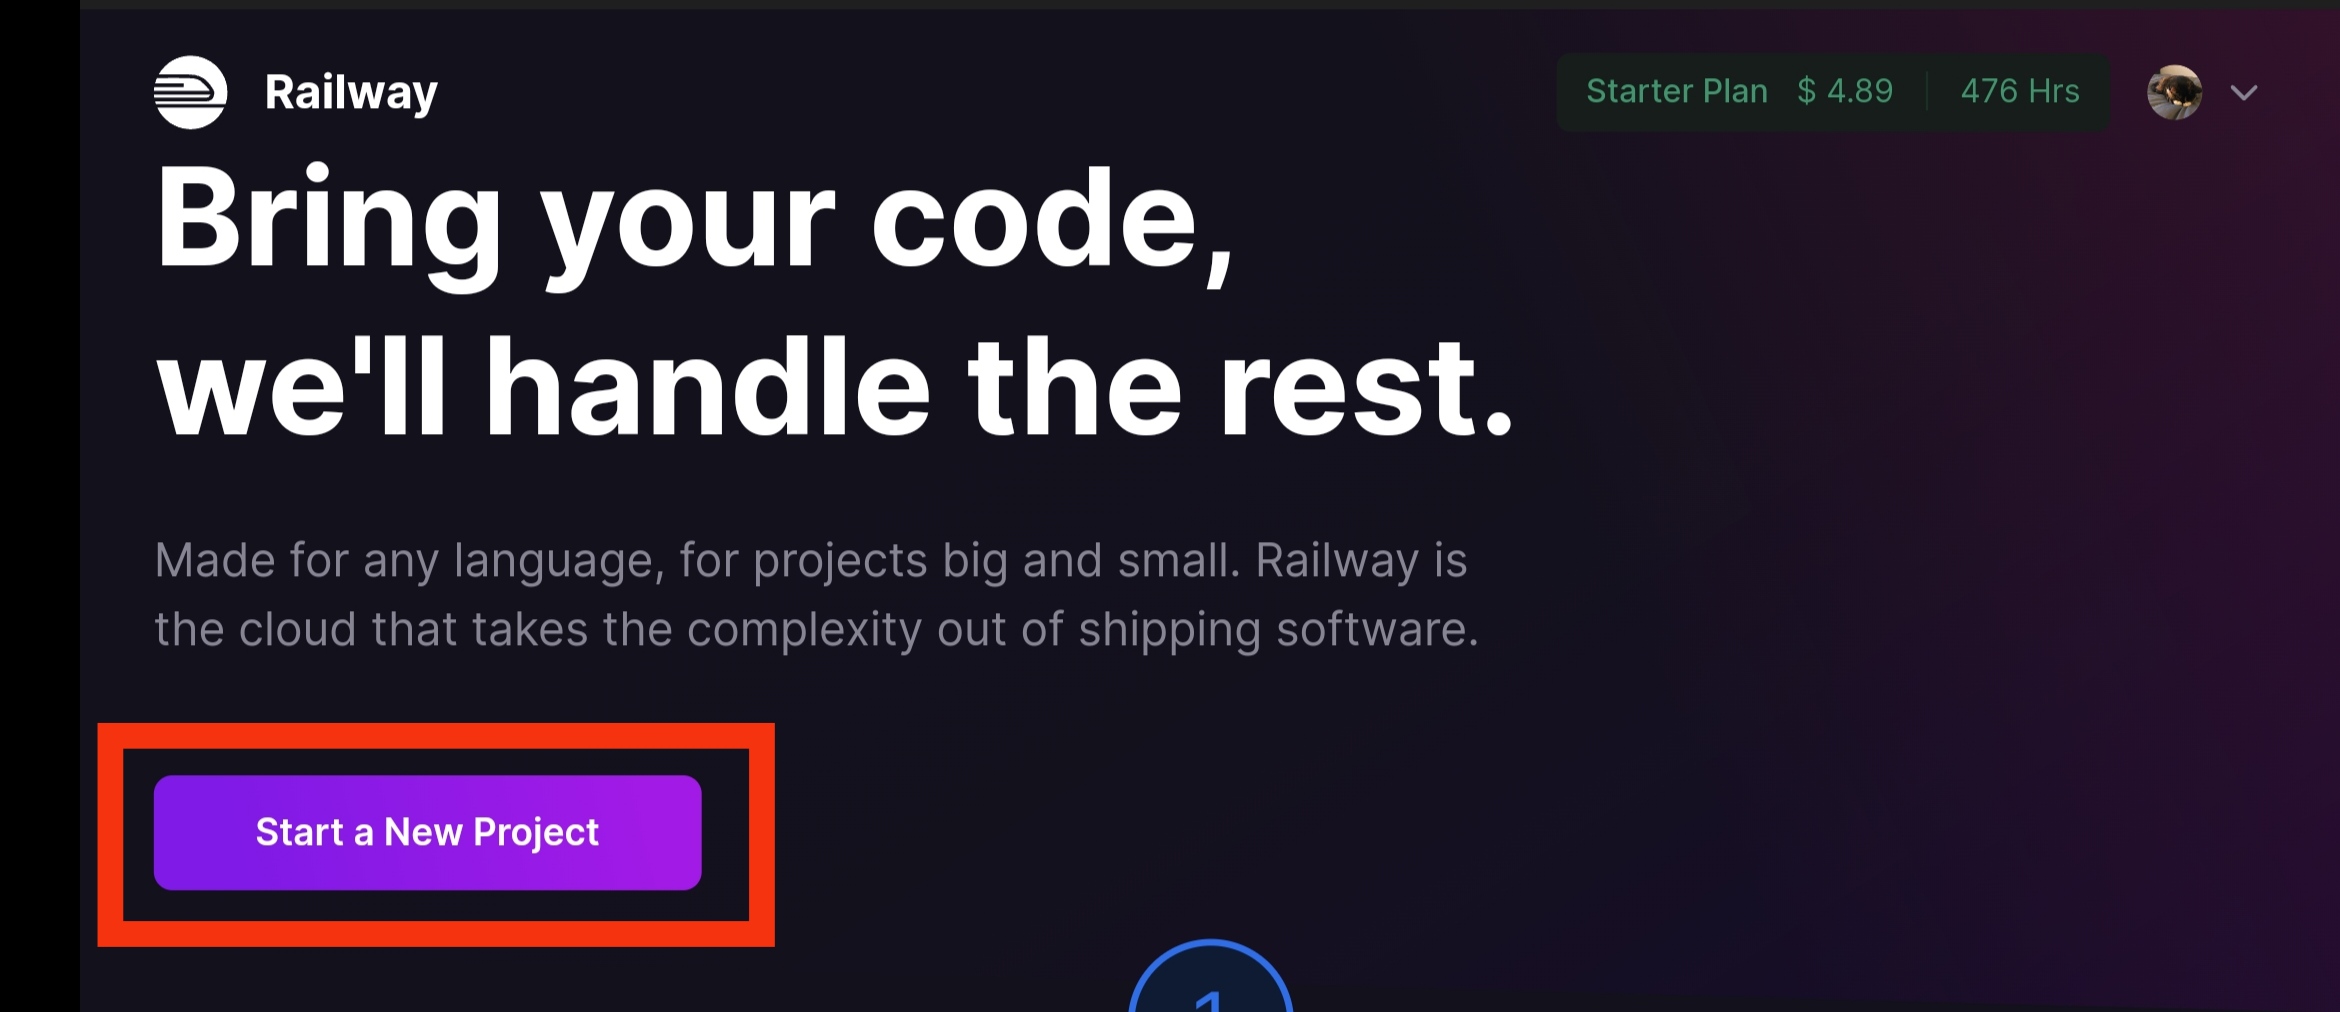 Railway
Starter Plan $ 4.89 476 Hrs
Bring your code,
we'll handle the rest.
Made for any language, for projects big and small. Railway is
the cloud that takes the complexity out of shipping software.
Start a New Project
1